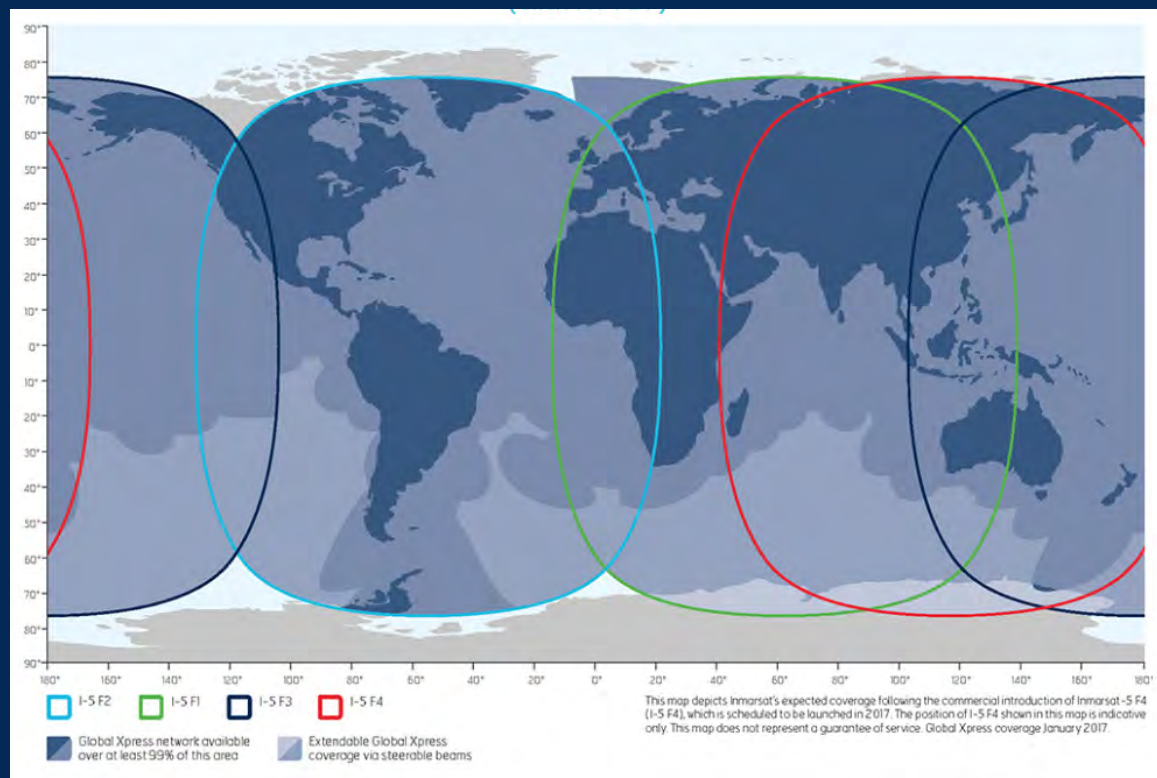 90°
80°
70°
60°
50°
40°
30°
20°
10°
0°
10°
20°
30°
40°
50°
60°
70°
80°
90°
180° 160° 140° 120° 100° 80° 60° 40° 20° 0° 20° 40° 60° 80° 100° 120° 140° 160° 180°
I-5 F2 I-5 F1 I-5 F3 I-5 F4
Global Xpress network available
over at least 99% of this area
Extendable Global Xpress
coverage via steerable beams
This map depicts Inmarsat's expected coverage following the commercial introduction of Inmarsat-5 F4
(I-5 F4), which is scheduled to be launched in 2017. The position of I-5 F4 shown in this map is indicative
only. This map does not represent a guarantee of service. Global Xpress coverage January 2017.